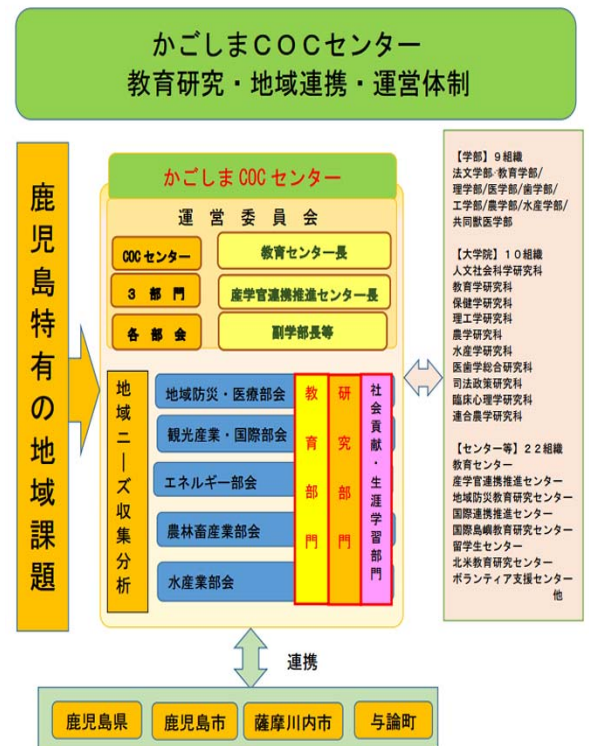 かごしまＣＯＣセンター
教育研究・地域連携・運営体制
鹿児島特有の地域課題
かごしま COC センター
運営委員会
COC センター
教育センター長
３部門
産学官連携推進センター長
各部会
副学部長等
地域ニーズ収集分析
地域防災・医療部会
観光産業・国際部会
エネルギー部会
農林畜産業部会
水産業部会
教育部門
研究部門
社会貢献・生涯学習部門
【学部】９組織
法文学部/教育学部/
理学部/医学部/歯学部/
工学部/農学部/水産学部/
共同獣医学部
【大学院】１０組織
人文社会科学研究科
教育学研究科
保健学研究科
理工学研究科
農学研究科
水産学研究科
医歯学総合研究科
司法政策研究科
臨床心理学研究科
連合農学研究科
【センター等】２２組織
教育センター
産学官連携推進センター
地域防災教育研究センター
国際連携推進センター
国際島嶼教育研究センター
留学生センター
北米教育研究センター
ボランティア支援センター
他
連携
鹿児島県
鹿児島市
薩摩川内市
与論町